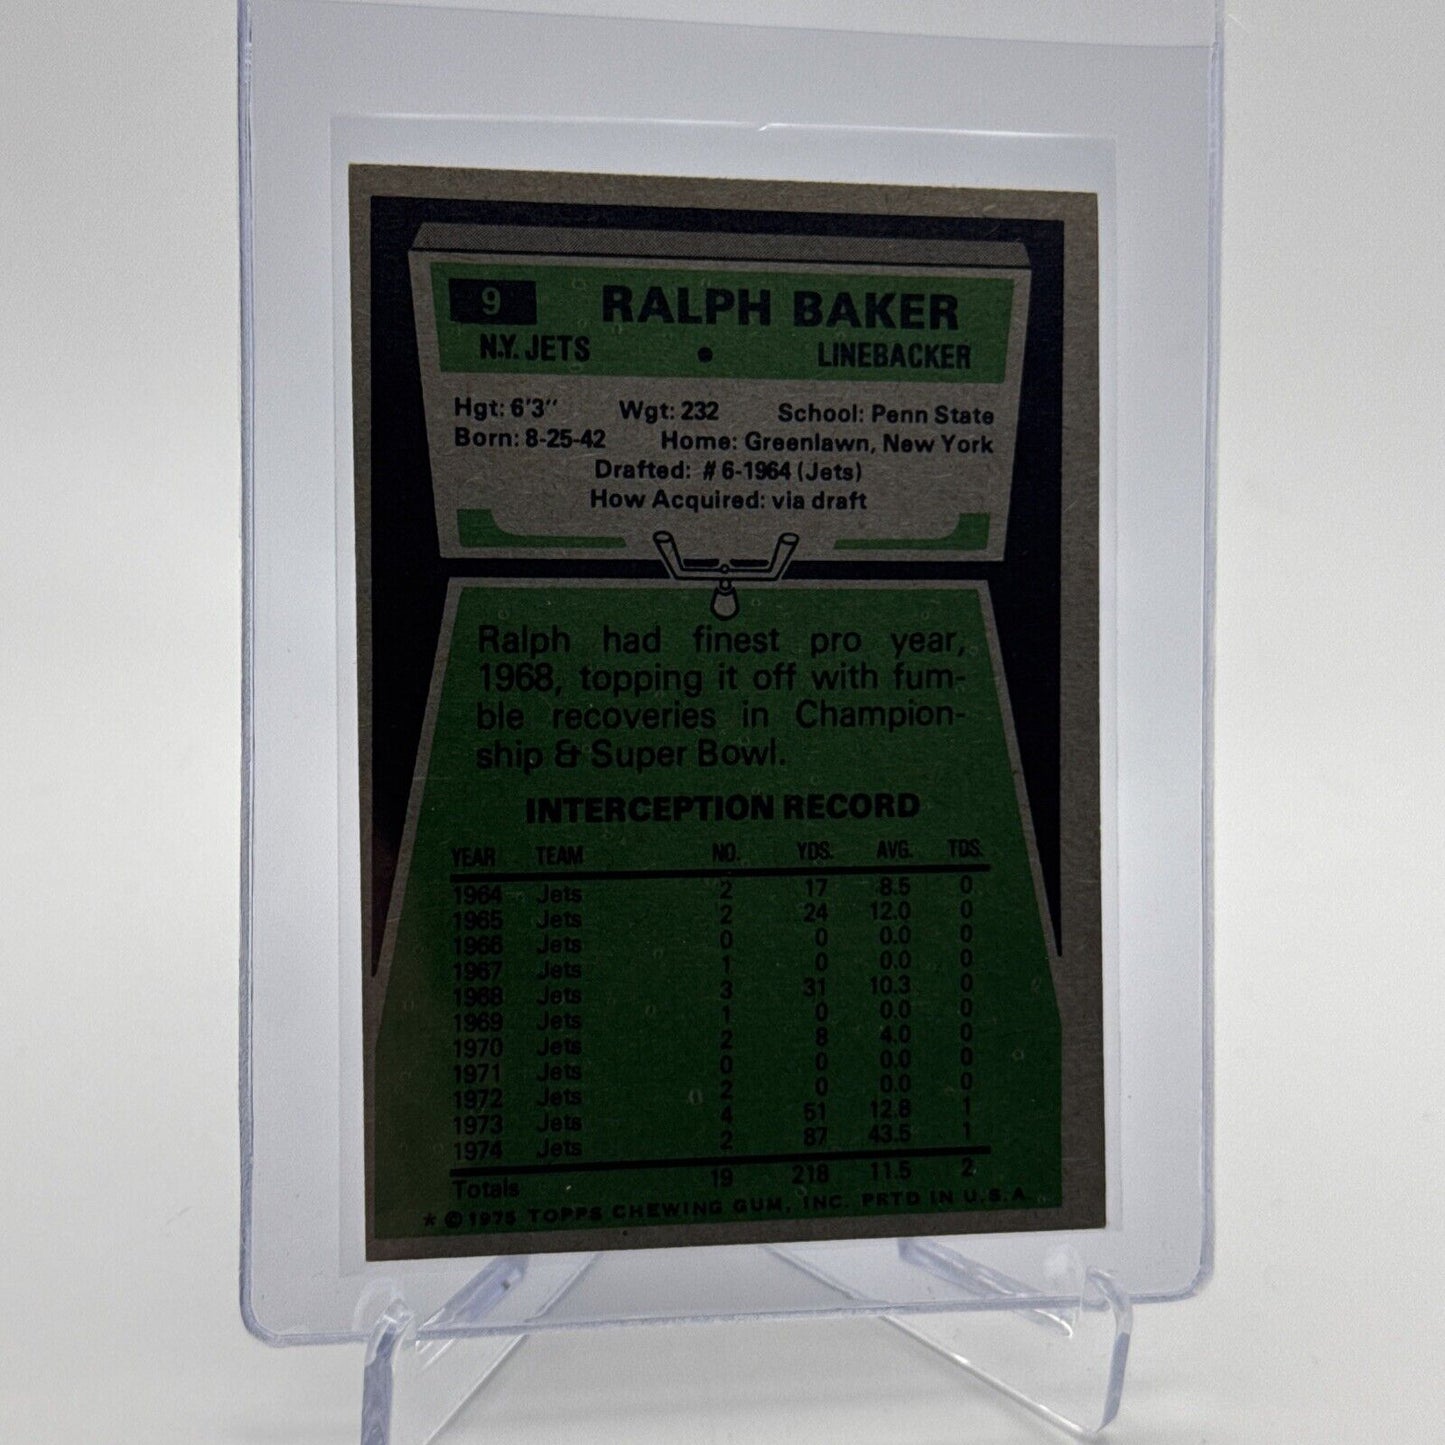 9 RALPH BAKER
N.Y. JETS • LINEBACKER
Hgt: 6'3" Wgt: 232 School: Penn State
Born: 8-25-42 Home: Greenlawn, New York
Drafted: #6-1964 (Jets)
How Acquired: via draft
Ralph had finest pro year,
1968, topping it off with fum-
ble recoveries in Champion-
ship & Super Bowl.
INTERCEPTION RECORD
YEAR TEAM NO. YDS. AVG. TDS.
1964 Jets 2 17 8.5 0
1965 Jets 2 24 12.0 0
1966 Jets 0 0 0.0 0
1967 Jets 1 0 0.0 0
1968 Jets 3 31 10.3 0
1969 Jets 1 0 0.0 0
1970 Jets 2 8 4.0 0
1971 Jets 0 0 0.0 0
1972 Jets 2 0 0.0 0
1973 Jets 4 51 12.8 1
1974 Jets 2 87 43.5 1
Totals 19 218 11.5 2
* © 1975 TOPPS CHEWING GUM, INC. PRTD IN U.S.A